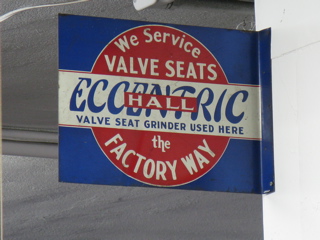 We Service
VALVE SEATS
ECCENTRIC
HALL
VALVE SEAT GRINDER USED HERE
the
FACTORY WAY